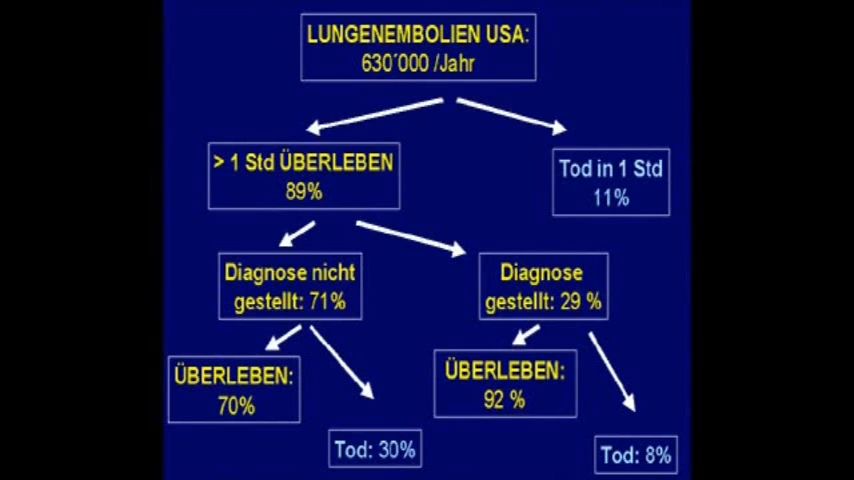 LUNGENEMBOLIEN USA:
630´000 /Jahr
> 1 Std ÜBERLEBEN
89%
Tod in 1 Std
11%
Diagnose nicht
gestellt: 71%
Diagnose
gestellt: 29 %
ÜBERLEBEN:
70%
ÜBERLEBEN:
92 %
Tod: 30%
Tod: 8%